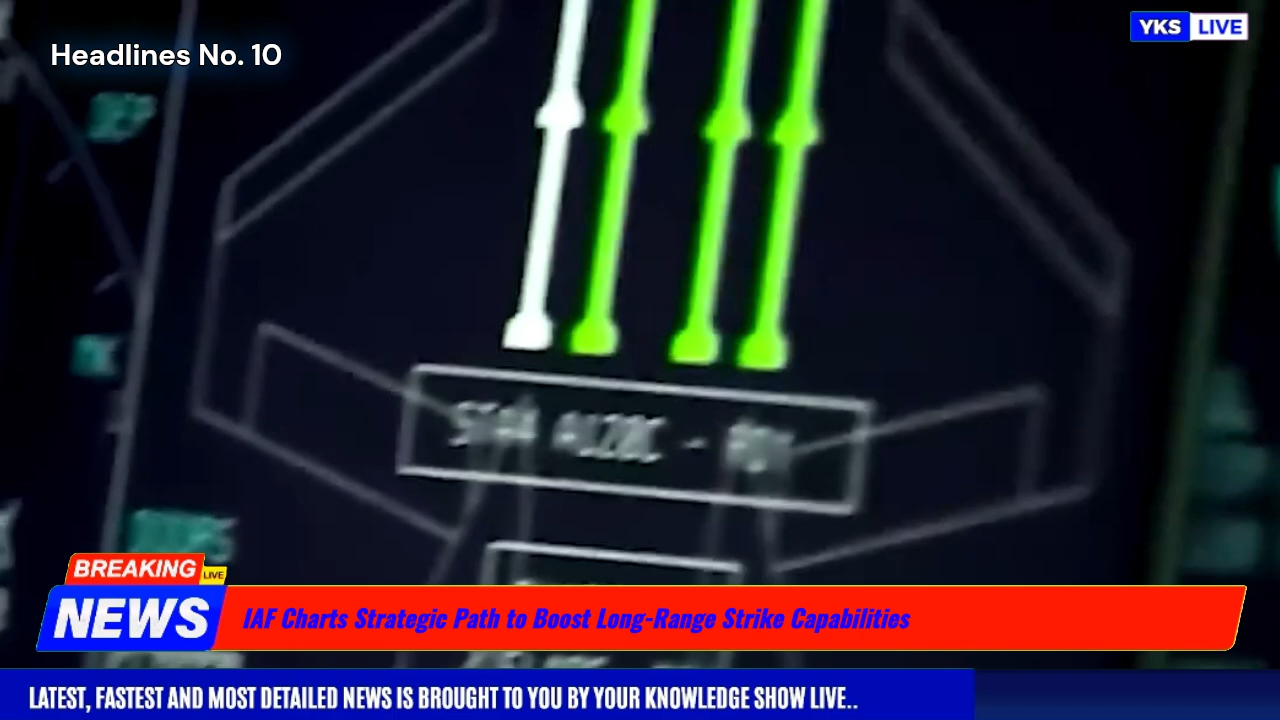 Headlines No. 10
YKS LIVE
BREAKING
LIVE
NEWS
IAF Charts Strategic Path to Boost Long-Range Strike Capabilities
LATEST, FASTEST AND MOST DETAILED NEWS IS BROUGHT TO YOU BY YOUR KNOWLEDGE SHOW LIVE..